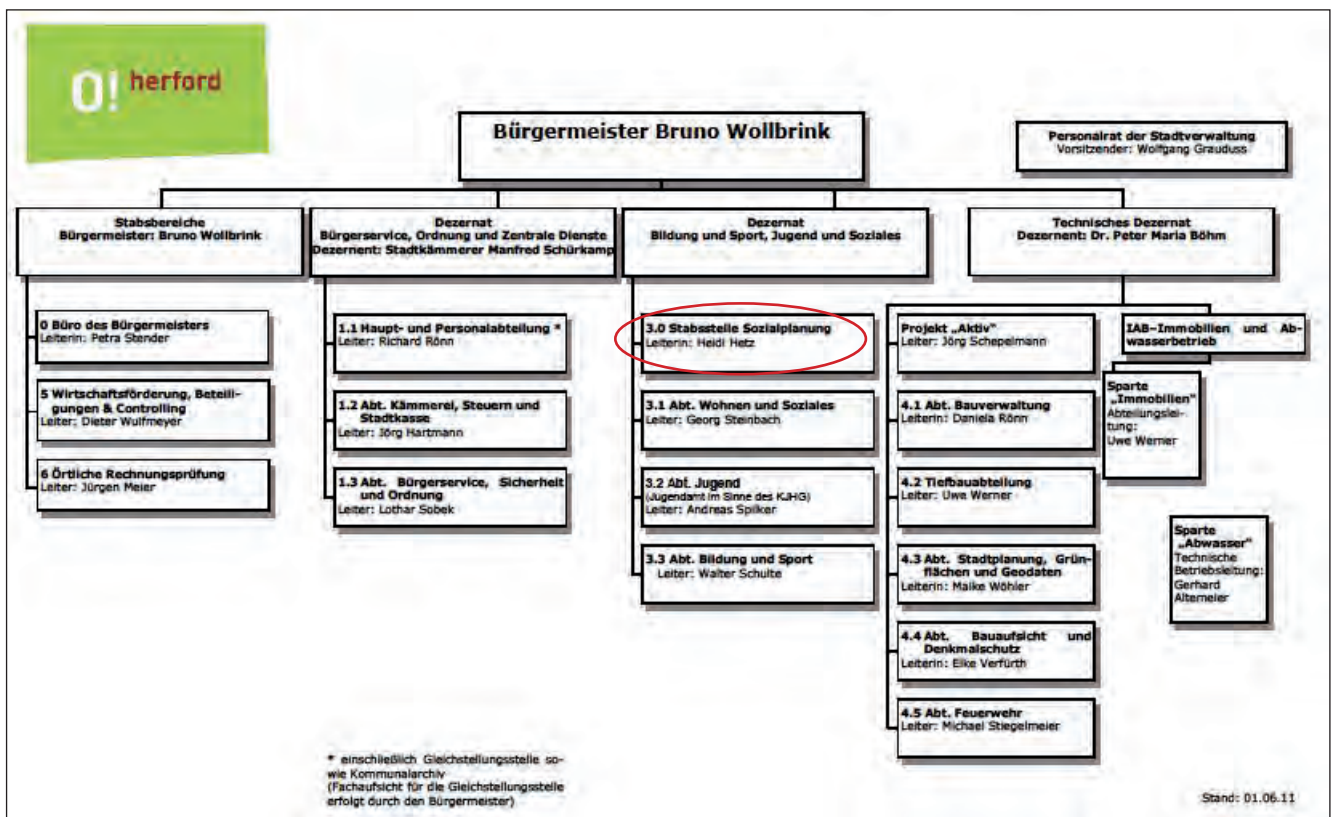 O! herford
Bürgermeister Bruno Wollbrink
Personalrat der Stadtverwaltung
Vorsitzender: Wolfgang Grauduss
Stabsbereiche
Bürgermeister: Bruno Wollbrink
Dezernat
Bürgerservice, Ordnung und Zentrale Dienste
Dezernent: Stadtkämmerer Manfred Schürkamp
Dezernat
Bildung und Sport, Jugend und Soziales
Technisches Dezernat
Dezernent: Dr. Peter Maria Böhm
0 Büro des Bürgermeisters
Leiterin: Petra Stender
5 Wirtschaftsförderung, Beteili-
gungen & Controlling
Leiter: Dieter Wulfmeyer
6 Örtliche Rechnungsprüfung
Leiter: Jürgen Meier
1.1 Haupt- und Personalabteilung *
Leiter: Richard Rönn
1.2 Abt. Kämmerei, Steuern und
Stadtkasse
Leiter: Jörg Hartmann
1.3 Abt. Bürgerservice, Sicherheit
und Ordnung
Leiter: Lothar Sobek
3.0 Stabsstelle Sozialplanung
Leiterin: Heidi Hetz
3.1 Abt. Wohnen und Soziales
Leiter: Georg Steinbach
3.2 Abt. Jugend
(Jugendamt im Sinne des KJHG)
Leiter: Andreas Spilker
3.3 Abt. Bildung und Sport
Leiter: Walter Schulte
Projekt „Aktiv"
Leiter: Jörg Schepelmann
4.1 Abt. Bauverwaltung
Leiterin: Daniela Rönn
4.2 Tiefbauabteilung
Leiter: Uwe Werner
4.3 Abt. Stadtplanung, Grün-
flächen und Geodaten
Leiterin: Maike Wöhler
4.4 Abt. Bauaufsicht und
Denkmalschutz
Leiterin: Elke Verfürth
4.5 Abt. Feuerwehr
Leiter: Michael Stiegelmeier
IAB-Immobilien und Ab-
wasserbetrieb
Sparte
„Immobilien"
Abteilungslei-
tung:
Uwe Werner
Sparte
„Abwasser"
Technische
Betriebsleitung:
Gerhard
Altemeier
* einschließlich Gleichstellungsstelle so-
wie Kommunalarchiv
(Fachaufsicht für die Gleichstellungsstelle
erfolgt durch den Bürgermeister)
Stand: 01.06.11